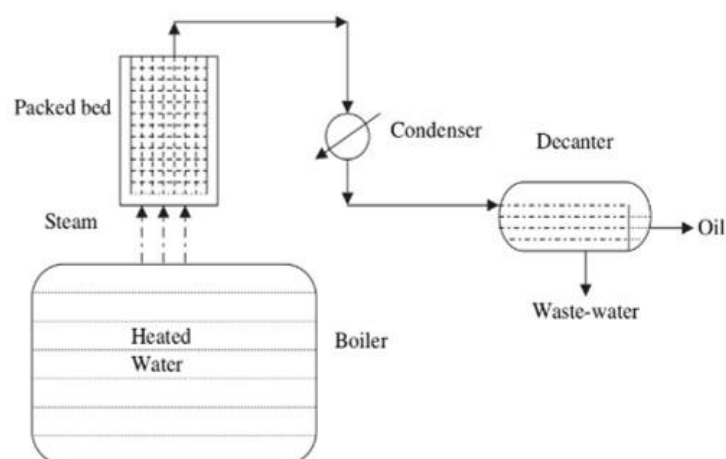 Packed bed
Condenser
Decanter
Steam
Oil
Waste-water
Heated
Water
Boiler